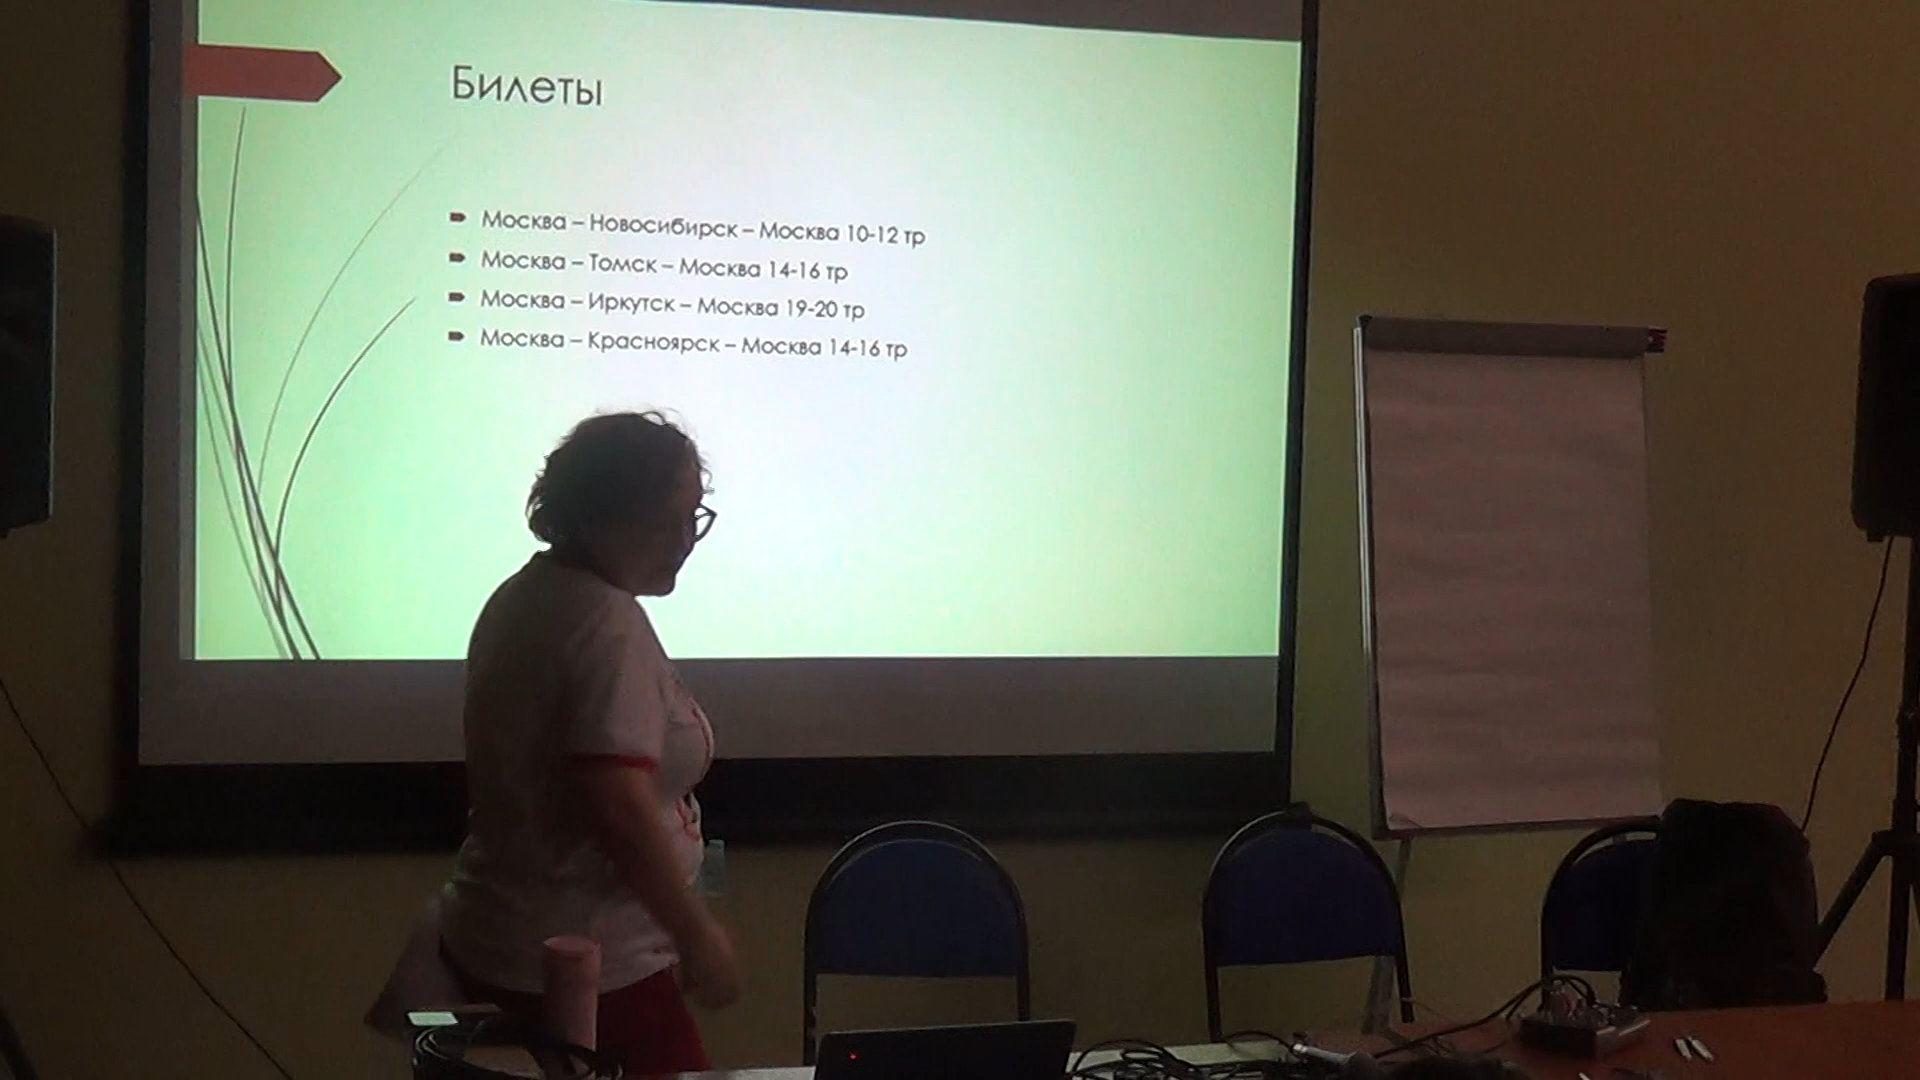 Билеты
Москва – Новосибирск – Москва 10-12 тр
Москва – Томск – Москва 14-16 тр
Москва – Иркутск – Москва 19-20 тр
Москва – Красноярск – Москва 14-16 тр